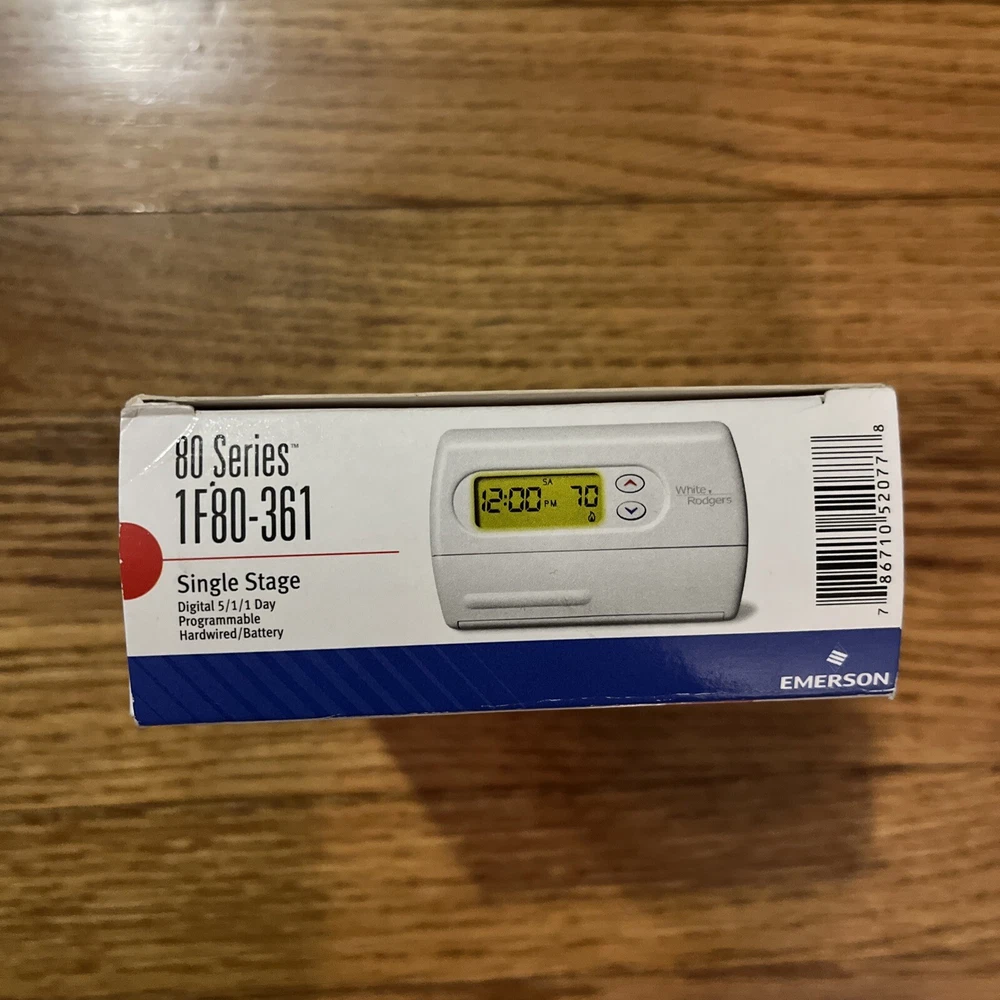 80 Series™
1F80-361
Single Stage
Digital 5/1/1 Day
Programmable
Hardwired/Battery
SA
12:00 PM 70
White
Rodgers
7 86710 52077 8
EMERSON